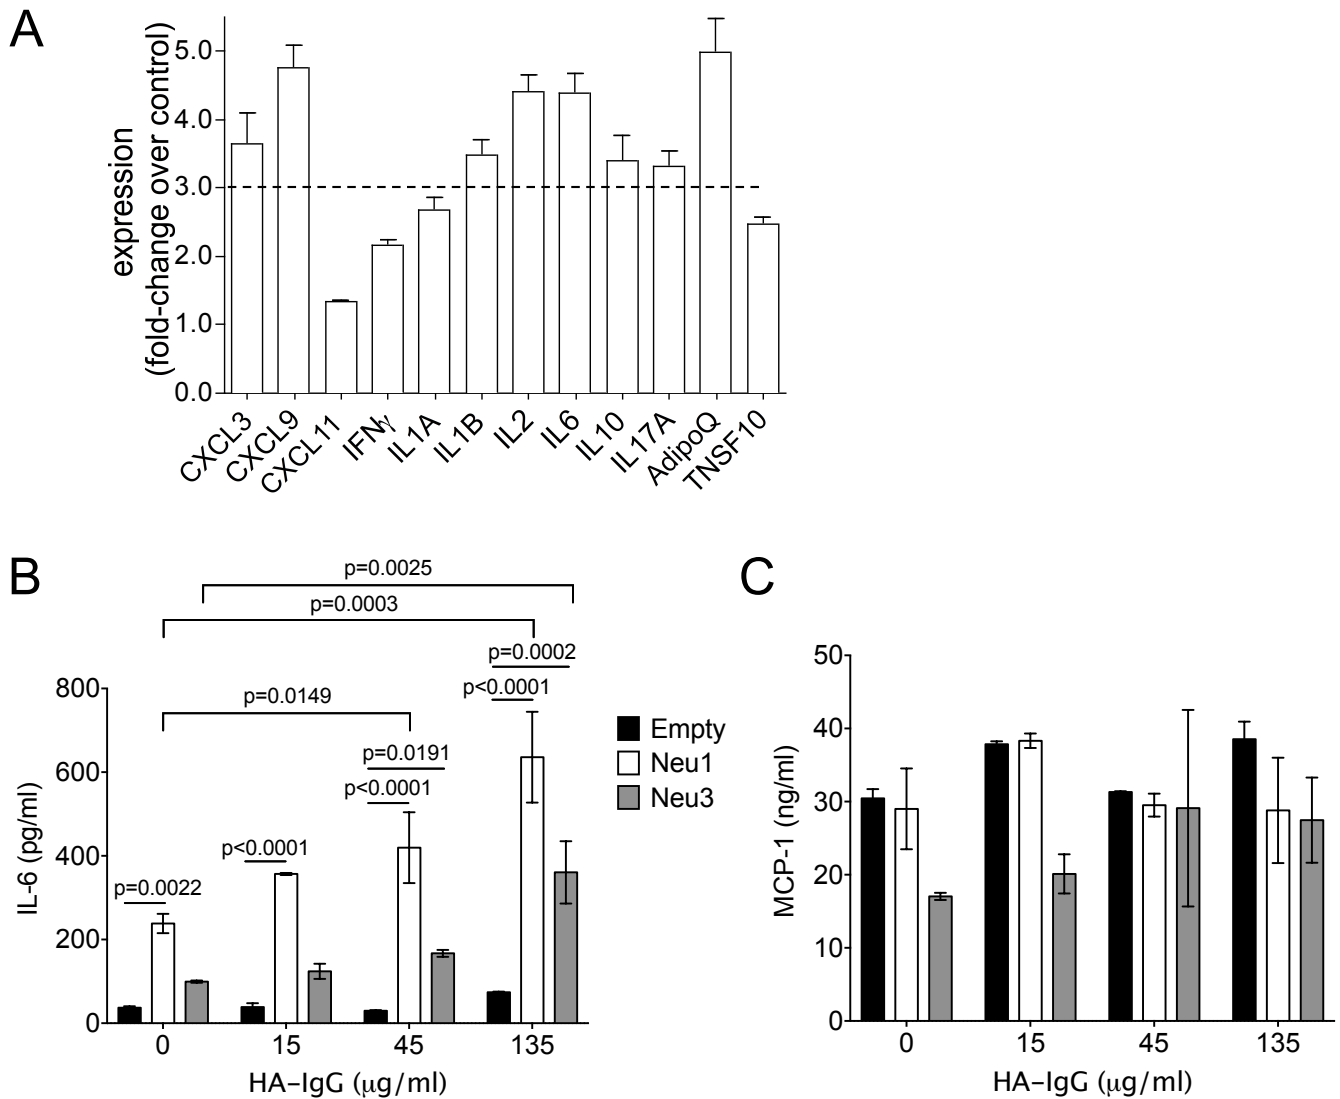 A
expression
(fold-change over control)
5.0
4.0
3.0
2.0
1.0
0.0
CXCL3
CXCL9
CXCL11
IFNγ
IL1A
IL1B
IL2
IL6
IL10
IL17A
AdipoQ
TNSF10
B
p=0.0025
p=0.0003
p=0.0002
p<0.0001
p=0.0149
p=0.0191
p<0.0001
p<0.0001
p=0.0022
IL-6 (pg/ml)
800
600
400
200
0
0 15 45 135
HA-IgG (μg/ml)
Empty
Neu1
Neu3
C
MCP-1 (ng/ml)
50
40
30
20
10
0
0 15 45 135
HA-IgG (μg/ml)